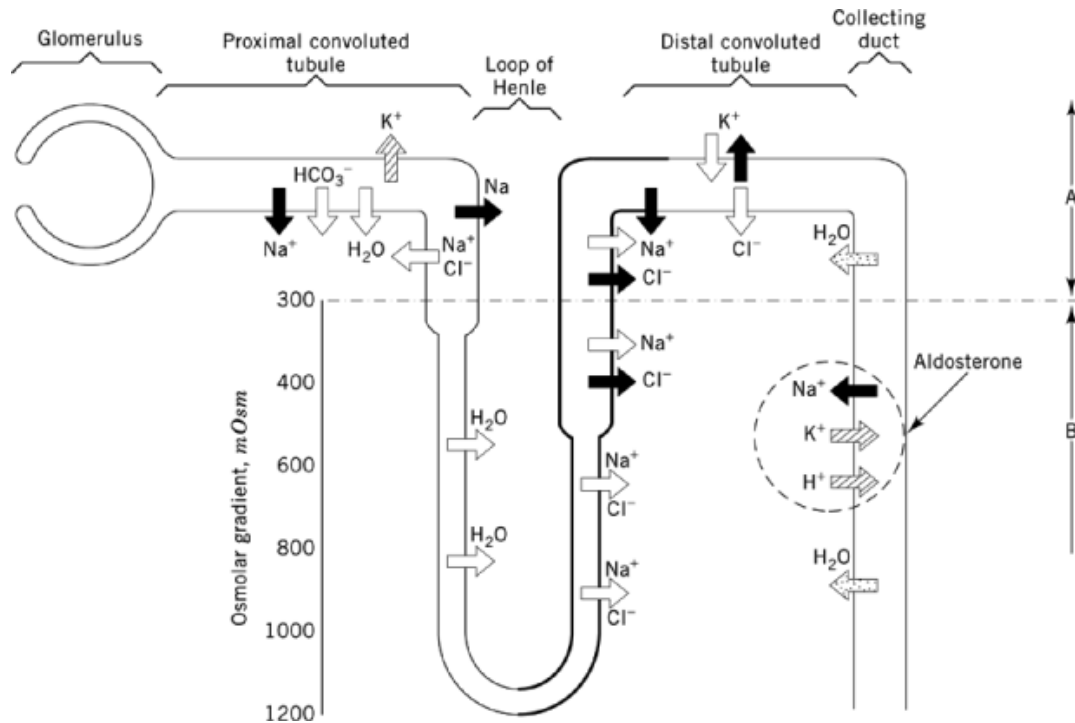 Glomerulus
Proximal convoluted
tubule
Loop of
Henle
Distal convoluted
tubule
Collecting
duct
K⁺
HCO₃⁻
Na⁺
H₂O
Na⁺
Cl⁻
Na
K⁺
Na⁺
Cl⁻
Cl⁻
H₂O
A
300
Na⁺
Cl⁻
400
Aldosterone
Na⁺
K⁺
H⁺
B
H₂O
600
Na⁺
Cl⁻
H₂O
800
Na⁺
Cl⁻
H₂O
1000
1200
Osmolar gradient, mOsm